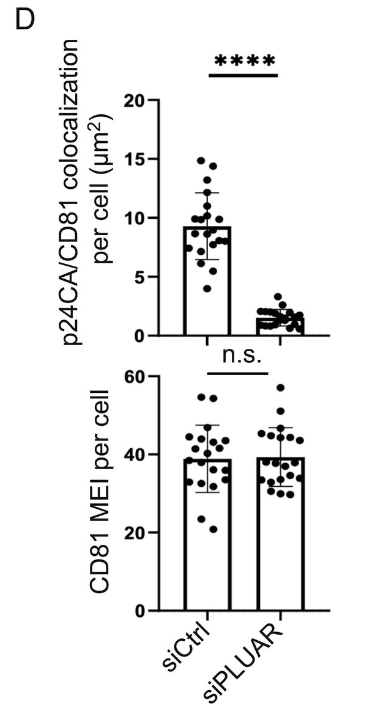 D
****
p24CA/CD81 colocalization
per cell (μm²)
20
15
10
5
0
n.s.
CD81 MEI per cell
60
40
20
0
siCtrl
siPLUAR